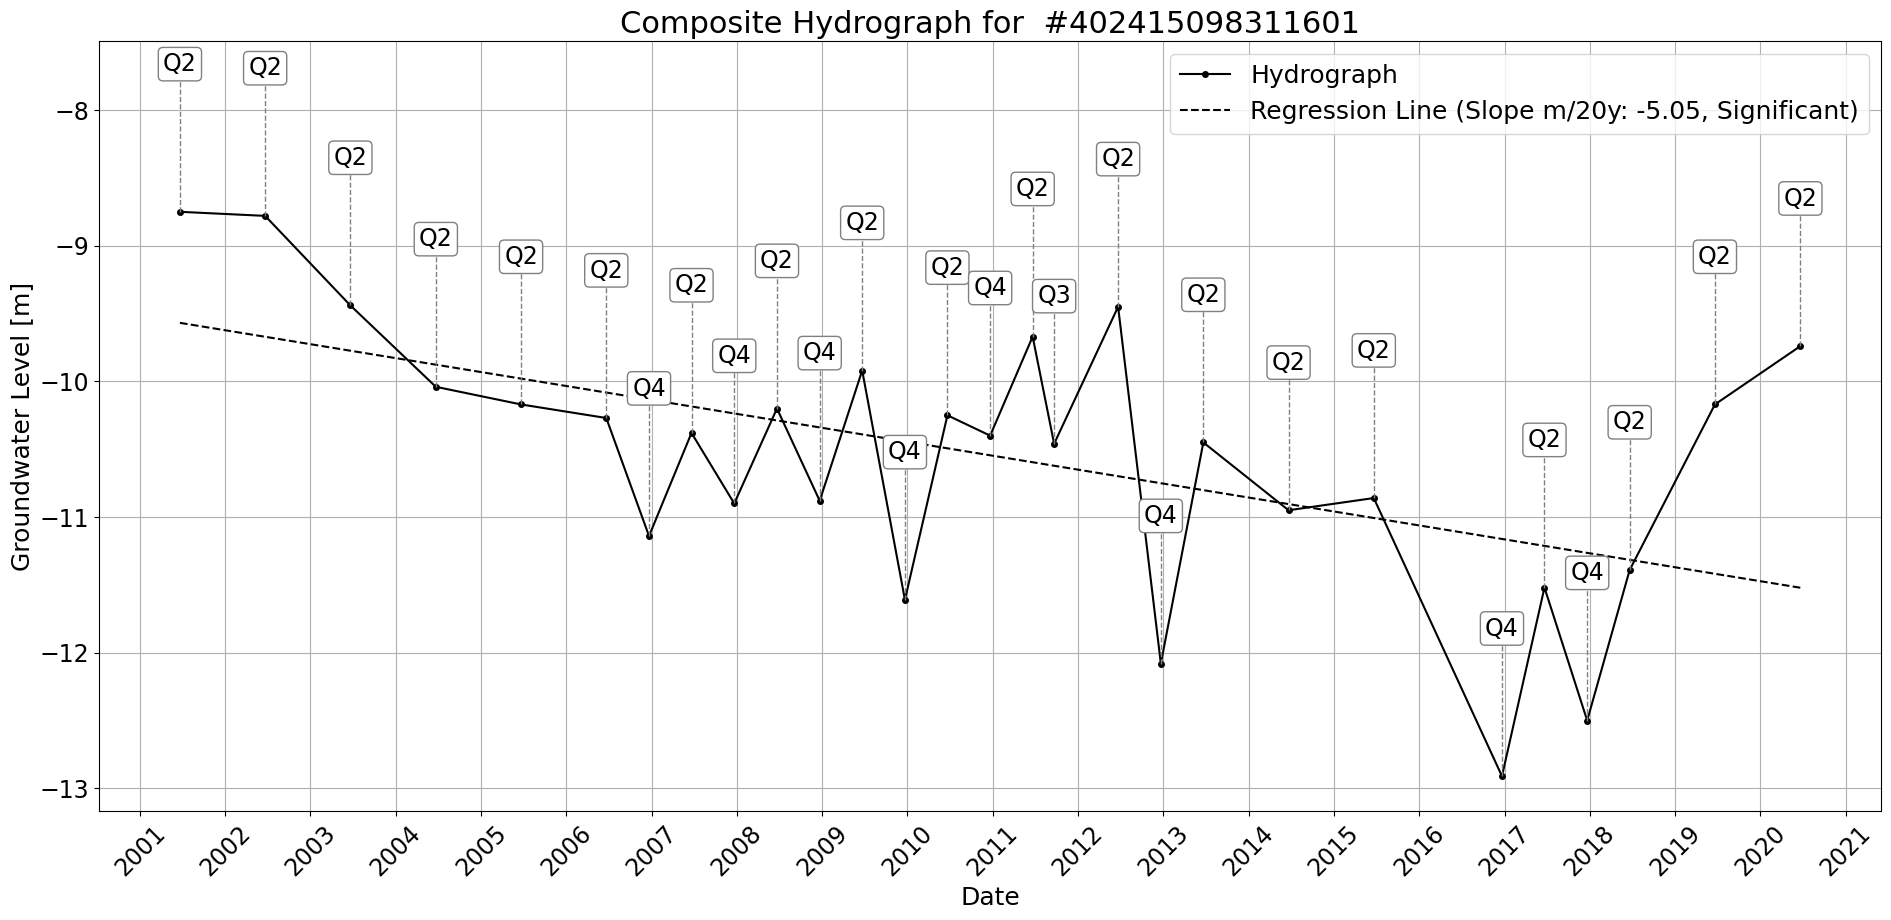 Composite Hydrograph for  #402415098311601
Hydrograph
Regression Line (Slope m/20y: -5.05, Significant)
Groundwater Level [m]
−8
−9
−10
−11
−12
−13
Q2
Q2
Q2
Q2
Q2
Q2
Q4
Q2
Q4
Q2
Q4
Q2
Q4
Q2
Q4
Q2
Q3
Q2
Q4
Q2
Q2
Q2
Q4
Q2
Q4
Q2
Q2
Q2
2001
2002
2003
2004
2005
2006
2007
2008
2009
2010
2011
2012
2013
2014
2015
2016
2017
2018
2019
2020
2021
Date